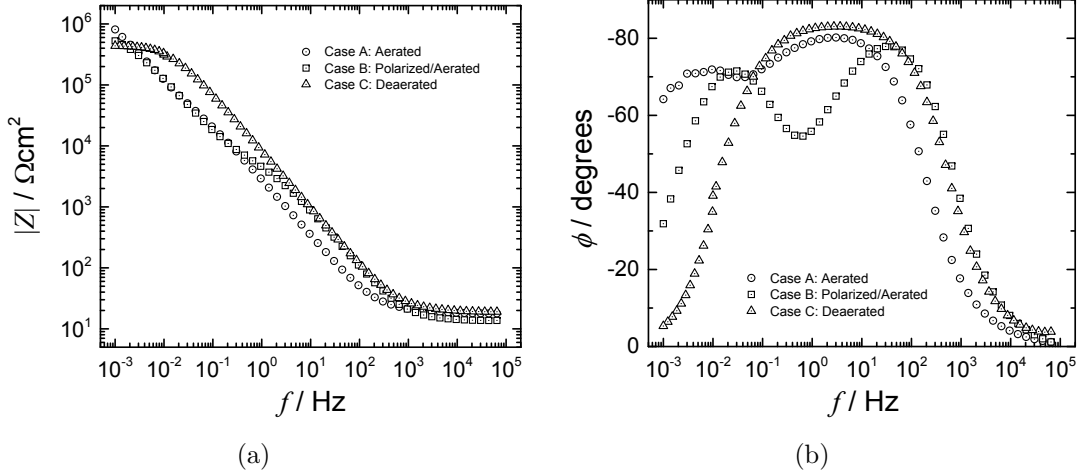 10^6
10^5
10^4
10^3
10^2
10^1
|Z| / Ωcm^2
Case A: Aerated
Case B: Polarized/Aerated
Case C: Deaerated
10^-3 10^-2 10^-1 10^0 10^1 10^2 10^3 10^4 10^5
f / Hz
(a)
-80
-60
-40
-20
0
ϕ / degrees
Case A: Aerated
Case B: Polarized/Aerated
Case C: Deaerated
10^-3 10^-2 10^-1 10^0 10^1 10^2 10^3 10^4 10^5
f / Hz
(b)